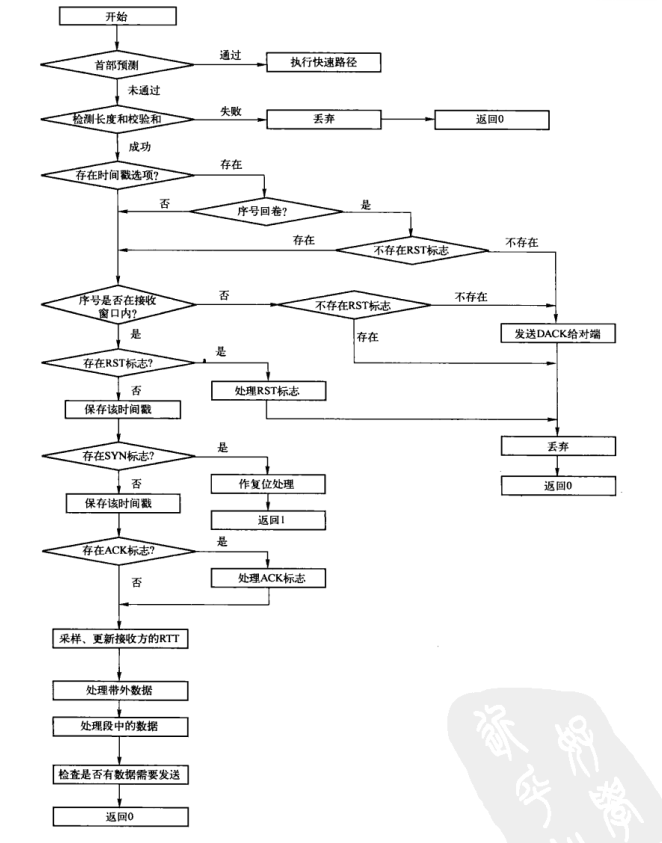 开始
首部预测
通过
执行快速路径
未通过
检测长度和校验和
失败
丢弃
返回0
成功
存在时间戳选项?
存在
否
序号回卷?
是
存在
不存在RST标志
不存在
序号是否在接收
窗口内?
否
不存在RST标志
不存在
是
存在
发送DACK给对端
存在RST标志?
是
处理RST标志
否
保存该时间戳
丢弃
存在SYN标志?
是
作复位处理
返回0
否
保存该时间戳
返回1
存在ACK标志?
是
处理ACK标志
否
采样、更新接收方的RTT
处理带外数据
处理段中的数据
检查是否有数据需要发送
返回0